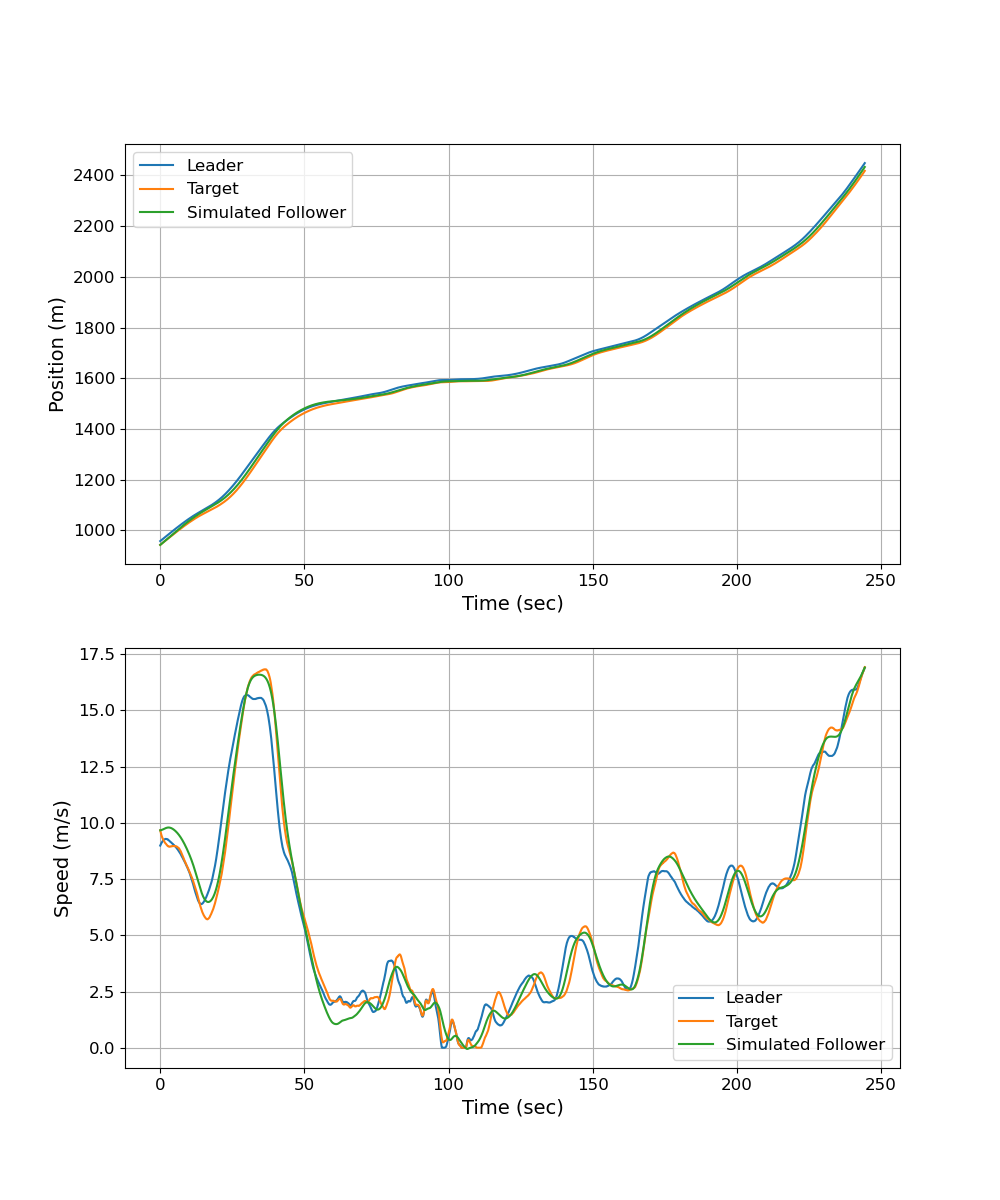 Leader
Target
Simulated Follower
2400
2200
2000
1800
1600
1400
1200
1000
Position (m)
0 50 100 150 200 250
Time (sec)
17.5
15.0
12.5
10.0
7.5
5.0
2.5
0.0
Speed (m/s)
Leader
Target
Simulated Follower
0 50 100 150 200 250
Time (sec)